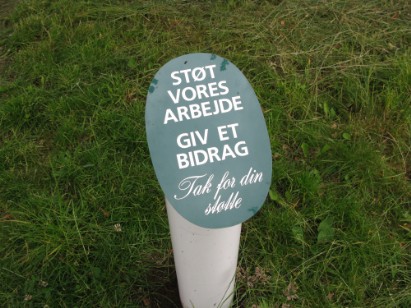 STØT
VORES
ARBEJDE
GIV ET
BIDRAG
Tak for din
støtte